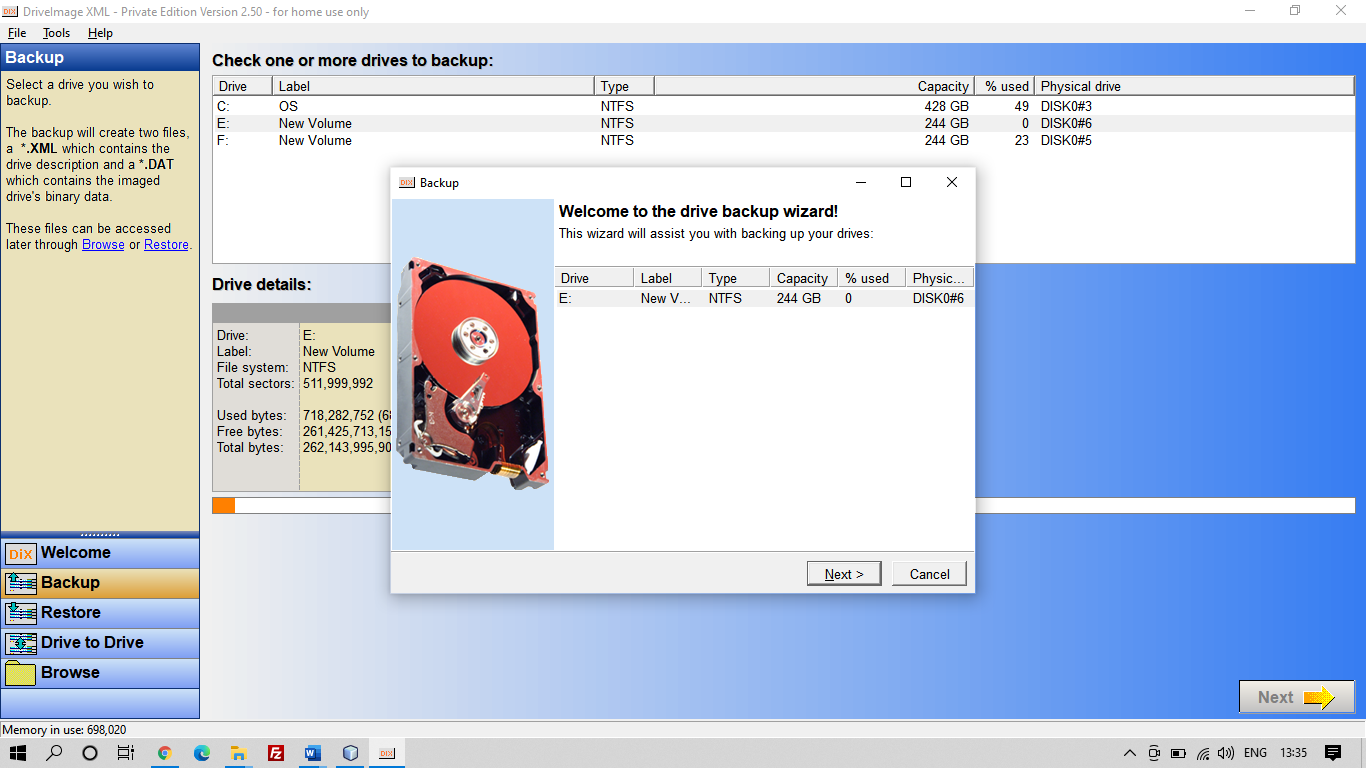 DiX DriveImage XML - Private Edition Version 2.50 - for home use only
File Tools Help
Backup
Select a drive you wish to
backup.
The backup will create two files,
a *.XML which contains the
drive description and a *.DAT
which contains the imaged
drive's binary data.
These files can be accessed
later through Browse or Restore.
DiX Welcome
Backup
Restore
Drive to Drive
Browse
Check one or more drives to backup:
Drive Label Type Capacity % used Physical drive
C: OS NTFS 428 GB 49 DISK0#3
E: New Volume NTFS 244 GB 0 DISK0#6
F: New Volume NTFS 244 GB 23 DISK0#5
Drive details:
Drive: E:
Label: New Volume
File system: NTFS
Total sectors: 511,999,992
Used bytes: 718,282,752 (68
Free bytes: 261,425,713,15
Total bytes: 262,143,995,90
DiX Backup
Welcome to the drive backup wizard!
This wizard will assist you with backing up your drives:
Drive Label Type Capacity % used Physic...
E: New V... NTFS 244 GB 0 DISK0#6
Next > Cancel
Next
Memory in use: 698,020
Fz W DiX ENG 13:35